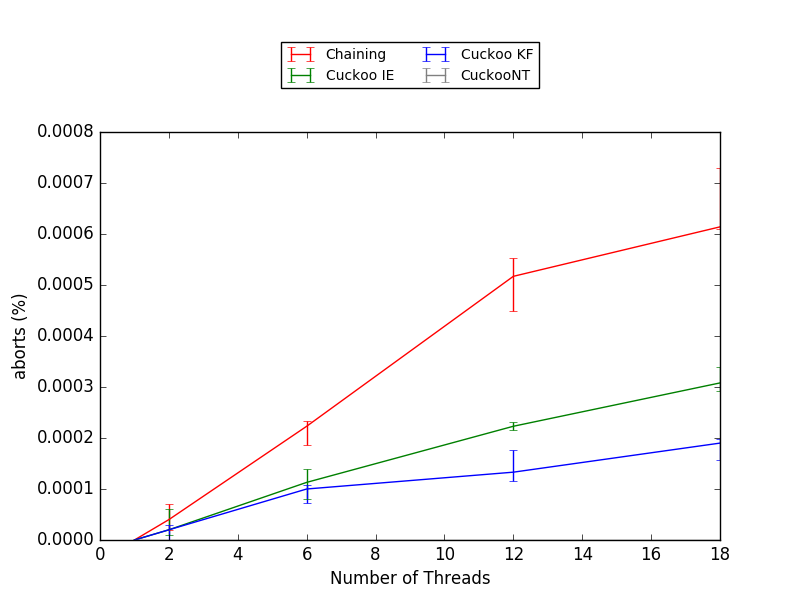 Chaining Cuckoo KF
Cuckoo IE CuckooNT
0.0008
0.0007
0.0006
0.0005
0.0004
0.0003
0.0002
0.0001
0.0000
aborts (%)
0 2 4 6 8 10 12 14 16 18
Number of Threads